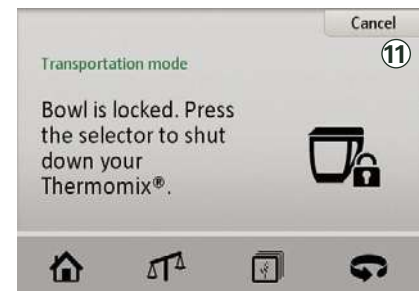 Cancel
11
Transportation mode
Bowl is locked. Press
the selector to shut
down your
Thermomix®.